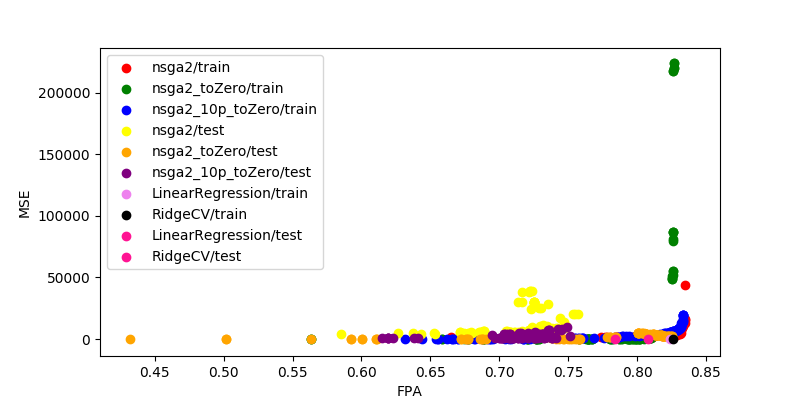 nsga2/train
nsga2_toZero/train
nsga2_10p_toZero/train
nsga2/test
nsga2_toZero/test
nsga2_10p_toZero/test
LinearRegression/train
RidgeCV/train
LinearRegression/test
RidgeCV/test
200000
150000
100000
50000
0
MSE
0.45
0.50
0.55
0.60
0.65
0.70
0.75
0.80
0.85
FPA